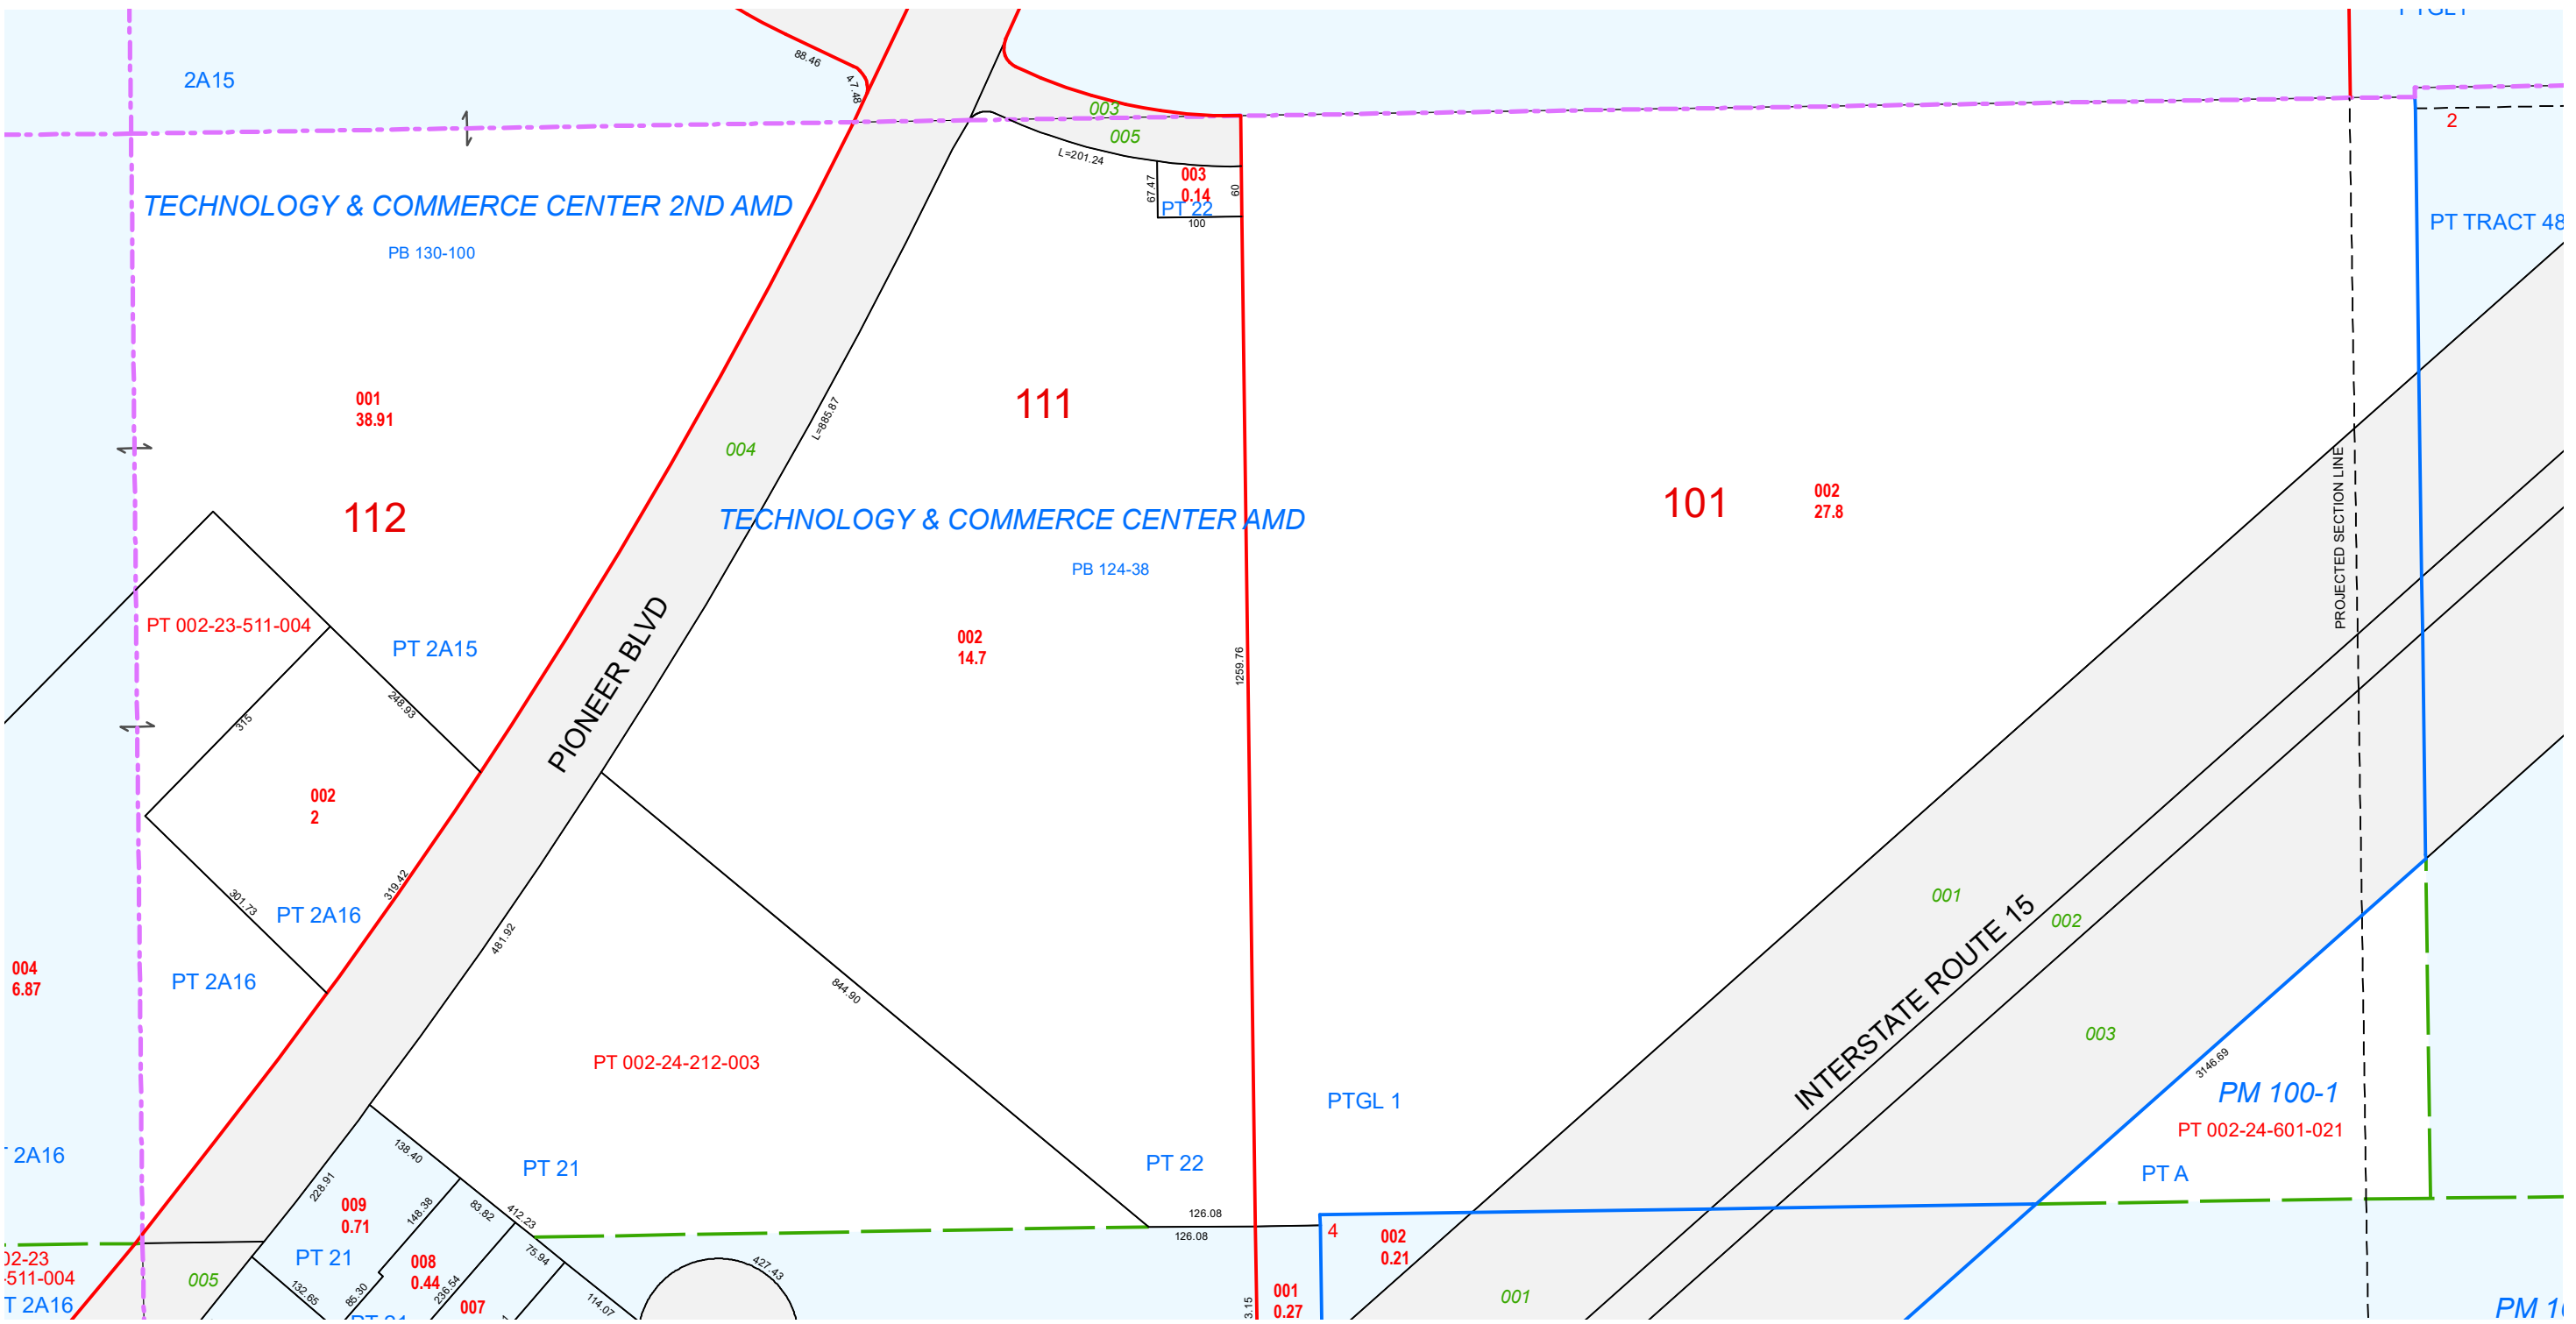 2A15
88.46
47.48
003
005
L=201.24
2
67.47
003
0.14
60
PT 22
100
TECHNOLOGY & COMMERCE CENTER 2ND AMD
PB 130-100
PT TRACT 48
001
38.91
112
004
L=885.87
111
101
002
27.8
TECHNOLOGY & COMMERCE CENTER AMD
PB 124-38
PROJECTED SECTION LINE
PT 002-23-511-004
PT 2A15
248.93
315
PIONEER BLVD
002
14.7
1259.76
002
2
319.42
301.73
PT 2A16
481.92
844.90
001
002
INTERSTATE ROUTE 15
003
3146.69
004
6.87
PT 2A16
PT 002-24-212-003
PTGL 1
PM 100-1
PT 002-24-601-021
PT A
2A16
138.40
PT 21
PT 22
228.91
009
0.71
148.38
83.82
412.23
126.08
126.08
4
002
0.21
02-23
-511-004
PT 21
008
0.44
75.94
427.43
005
132.65
85.30
236.54
007
114.07
3.15
001
0.27
001
T 2A16